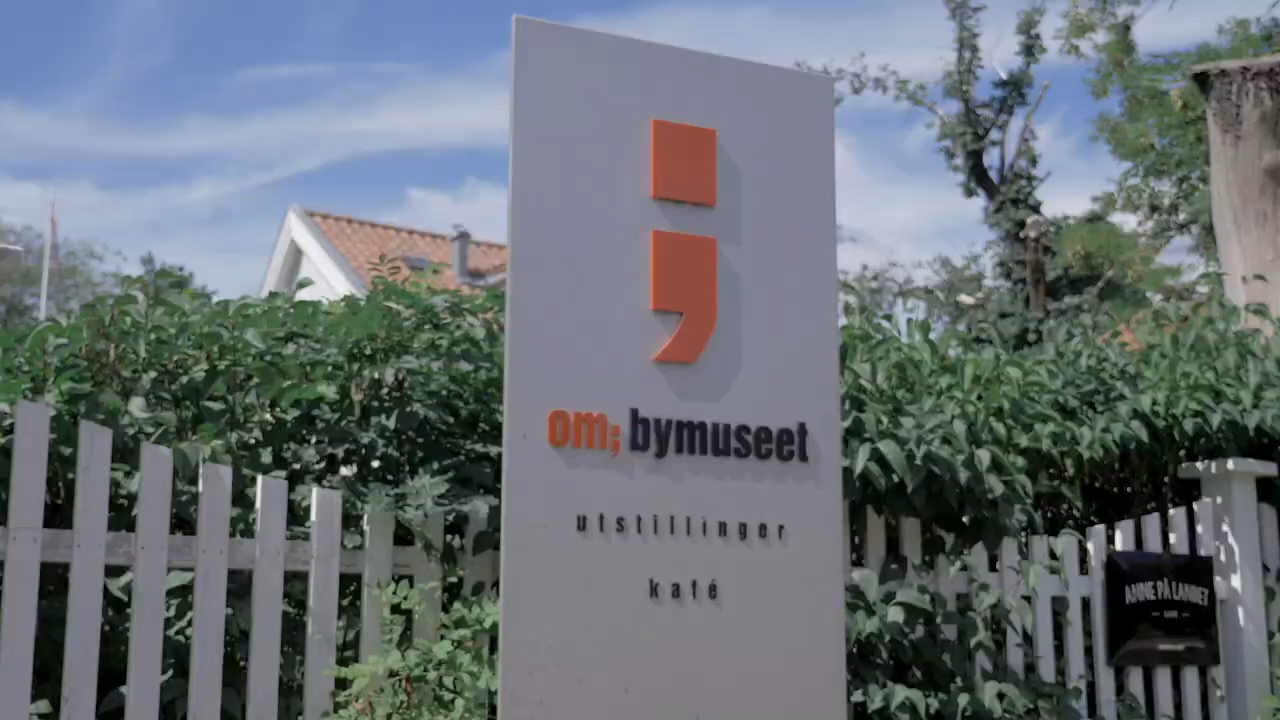 ;
om; bymuseet
utstillinger
kafé
ANNE PÅ LANDET